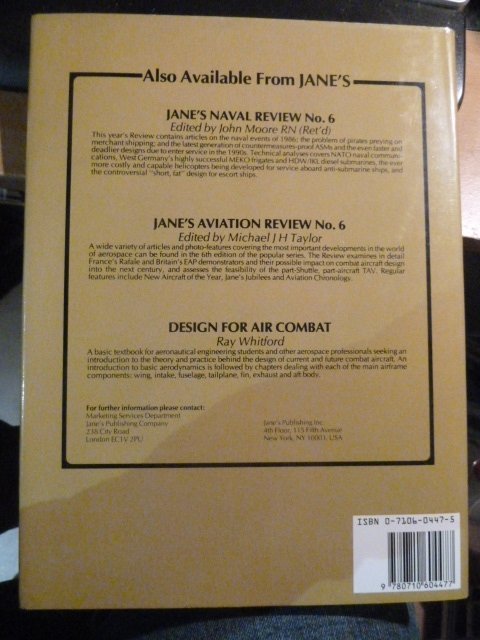 Also Available From JANE'S
JANE'S NAVAL REVIEW No. 6
Edited by John Moore RN (Ret'd)
This year's Review contains articles on the naval events of 1986; the problem of pirates preying on
merchant shipping; and the latest generation of countermeasures-proof ASMs and the even faster and
deadlier designs due to enter service in the 1990s. Technical analyses covers NATO naval communi-
cations, West Germany's highly successful MEKO frigates and HDW/IKL diesel submarines, the ever
more costly and capable helicopters being developed for service aboard anti-submarine ships, and
the controversial "short, fat" design for escort ships.
JANE'S AVIATION REVIEW No. 6
Edited by Michael J H Taylor
A wide variety of articles and photo-features covering the most important developments in the world
of aerospace can be found in the 6th edition of the popular series. The Review examines in detail
France's Rafale and Britain's EAP demonstrators and their possible impact on combat aircraft design
into the next century, and assesses the feasibility of the part-Shuttle, part-aircraft TAV. Regular
features include New Aircraft of the Year, Jane's Jubilees and Aviation Chronology.
DESIGN FOR AIR COMBAT
Ray Whitford
A basic textbook for aeronautical engineering students and other aerospace professionals seeking an
introduction to the theory and practice behind the design of current and future combat aircraft. An
introduction to basic aerodynamics is followed by chapters dealing with each of the main airframe
components: wing, intake, fuselage, tailplane, fin, exhaust and aft body.
For further information please contact:
Marketing Services Department
Jane's Publishing Company
238 City Road
London EC1V 2PU
Jane's Publishing Inc
4th Floor, 115 Fifth Avenue
New York, NY 10003, USA
ISBN 0-7106-0447-5
9 780710 604477